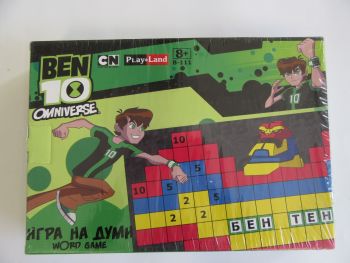 BEN
10
OMNIVERSE
CN
PLAY LAND
8+
B-111
10
10
10
5
5
2
2
2
ИГРА НА ДУМИ
WORD GAME
БЕН ТЕН